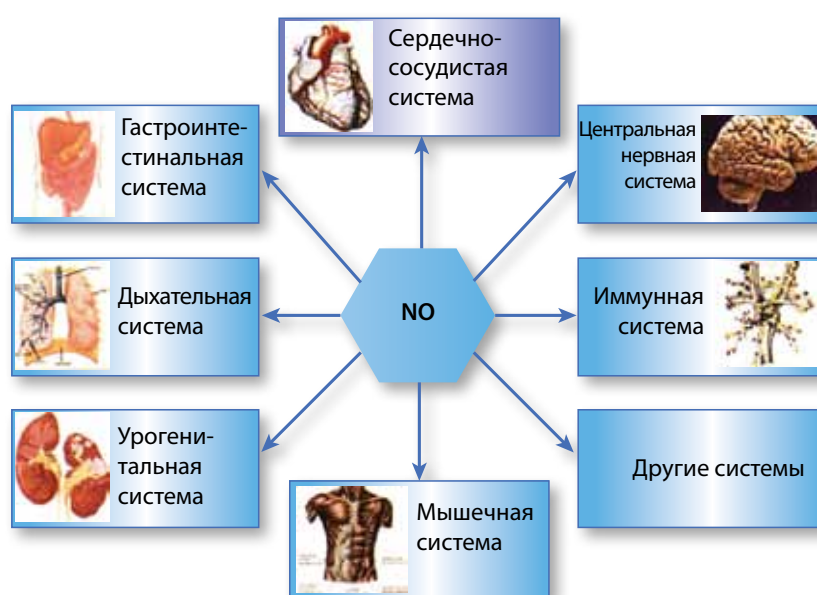 Сердечно-
сосудистая
система
Гастроинте-
стинальная
система
Центральная
нервная
система
Дыхательная
система
NO
Иммунная
система
Урогени-
тальная
система
Другие системы
Мышечная
система